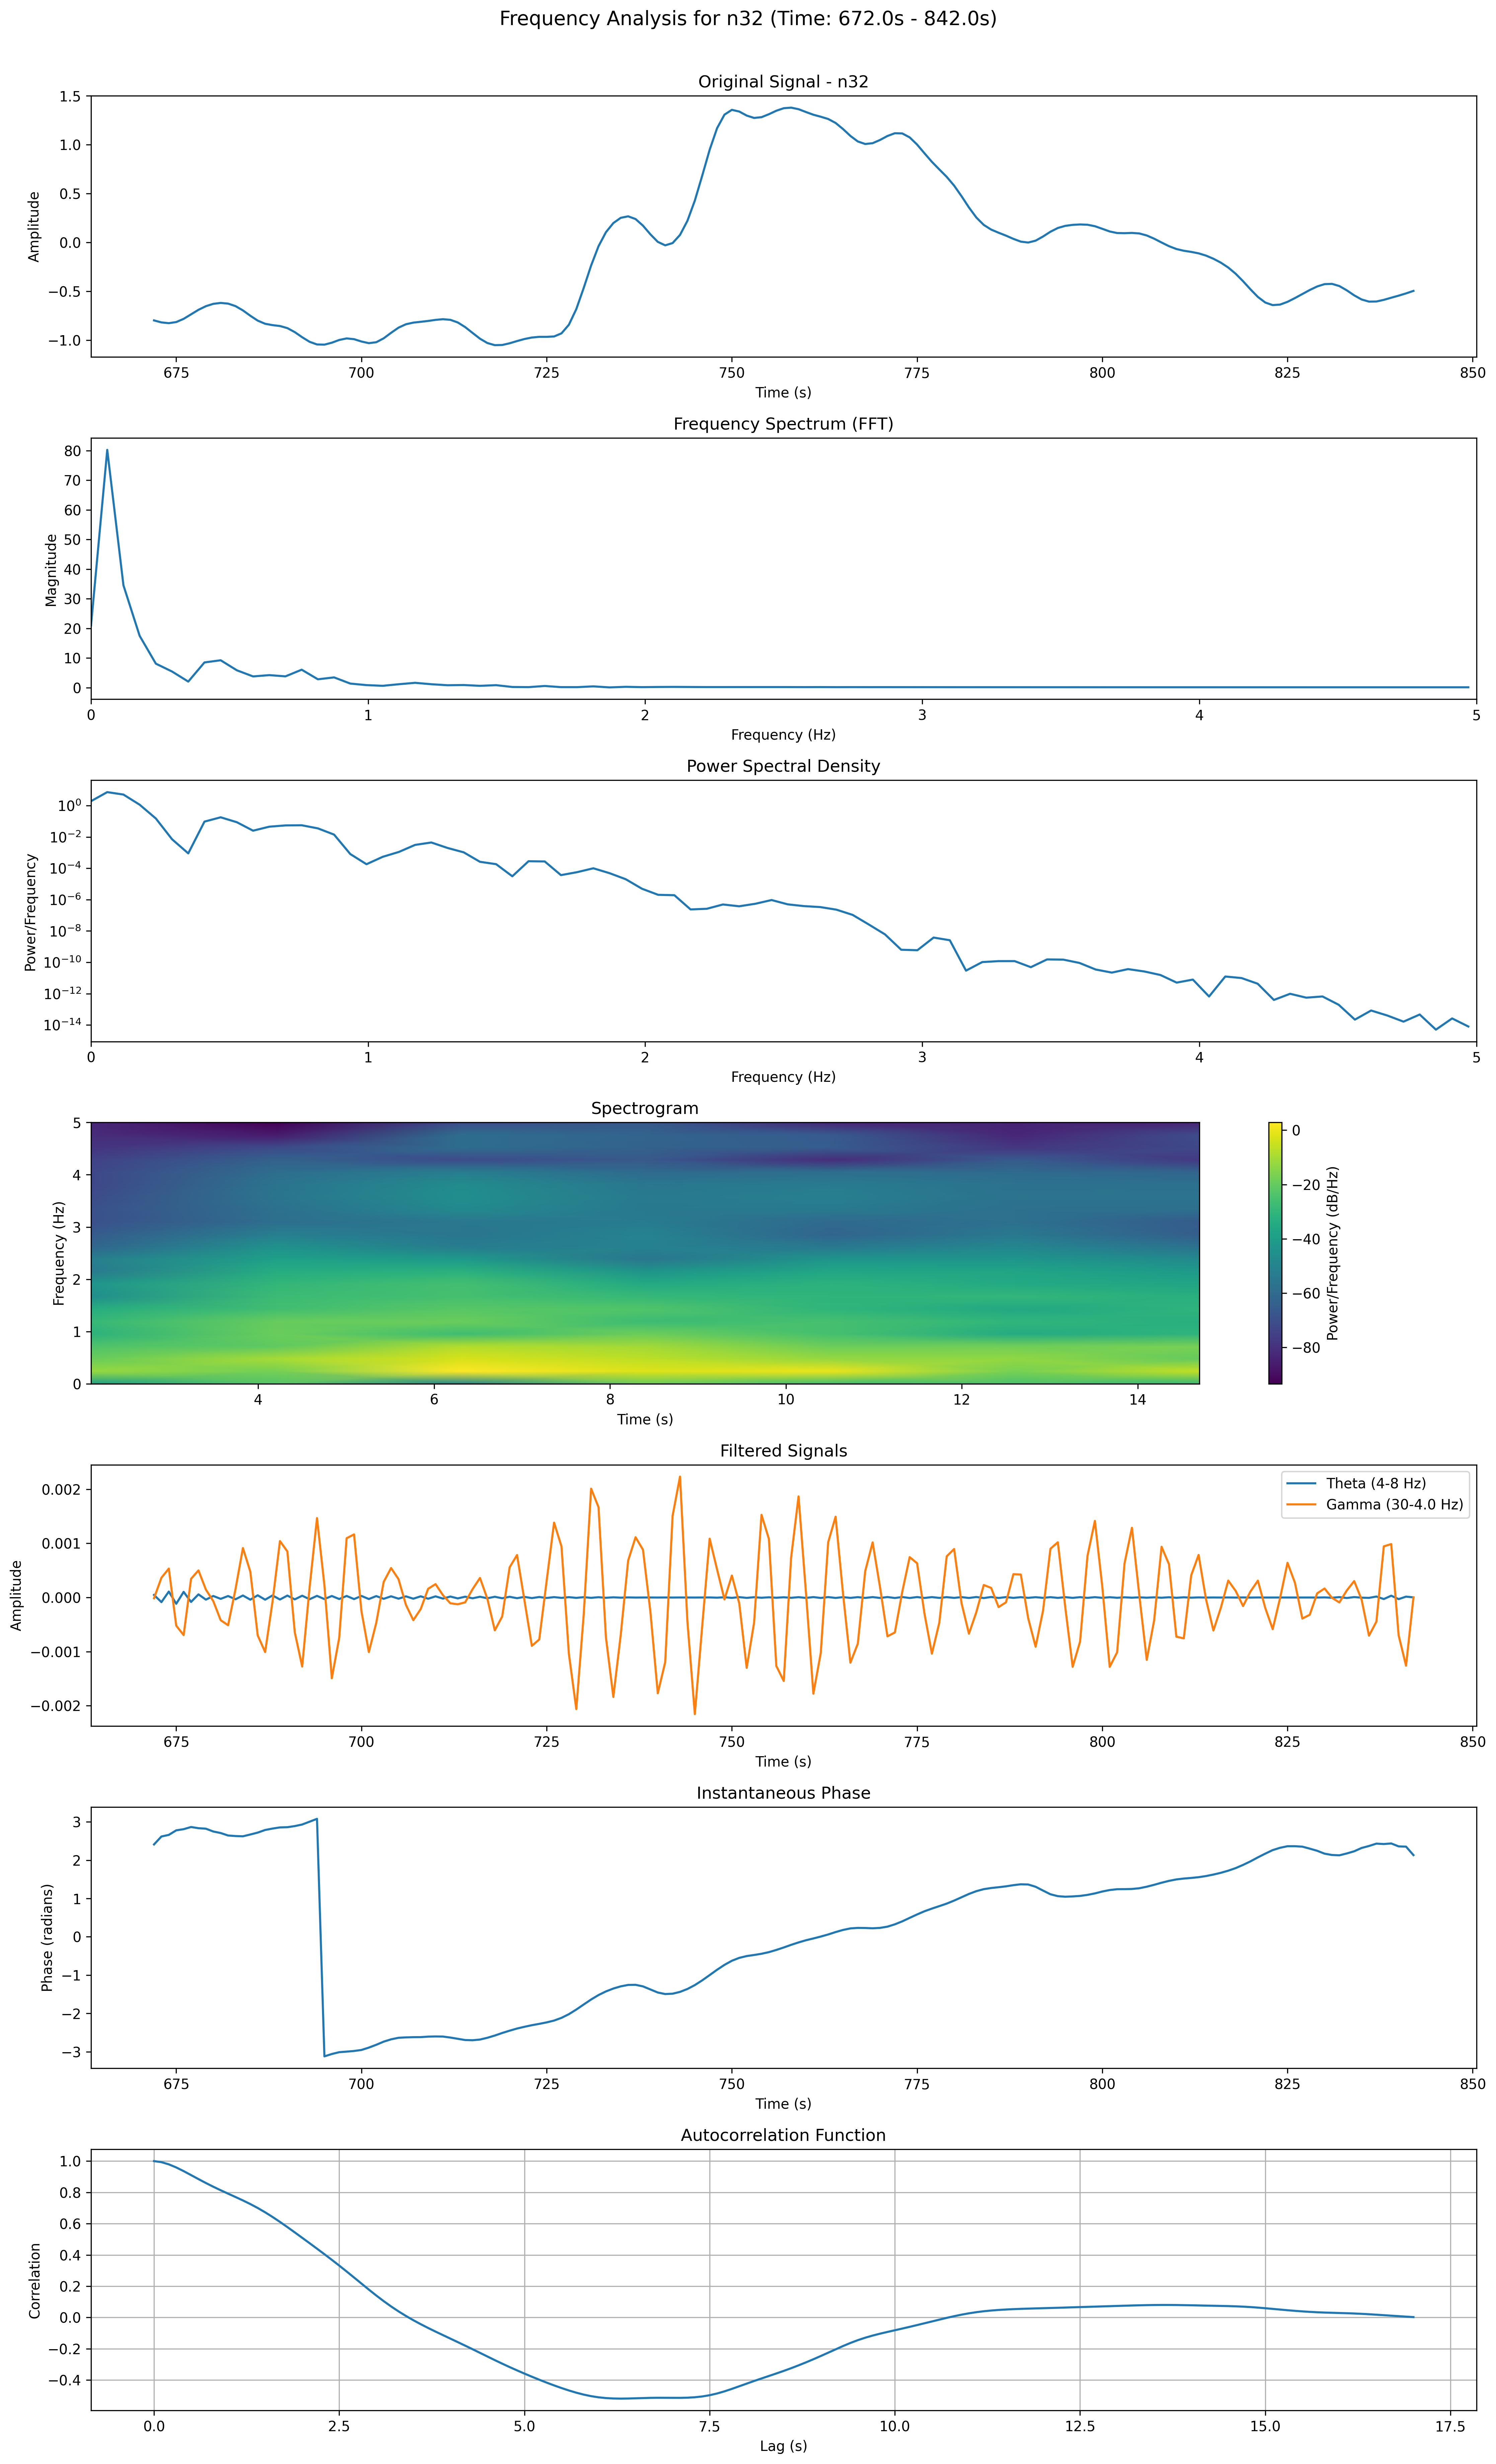 Frequency Analysis for n32 (Time: 672.0s - 842.0s)
Original Signal - n32
1.5
1.0
0.5
0.0
−0.5
−1.0
Amplitude
675 700 725 750 775 800 825 850
Time (s)
Frequency Spectrum (FFT)
80
70
60
50
40
30
20
10
0
Magnitude
0 1 2 3 4 5
Frequency (Hz)
Power Spectral Density
10^0
10^−2
10^−4
10^−6
10^−8
10^−10
10^−12
10^−14
Power/Frequency
0 1 2 3 4 5
Frequency (Hz)
Spectrogram
5
4
3
2
1
0
Frequency (Hz)
4 6 8 10 12 14
Time (s)
0
−20
−40
−60
−80
Power/Frequency (dB/Hz)
Filtered Signals
Theta (4-8 Hz)
Gamma (30-4.0 Hz)
0.002
0.001
0.000
−0.001
−0.002
Amplitude
675 700 725 750 775 800 825 850
Time (s)
Instantaneous Phase
3
2
1
0
−1
−2
−3
Phase (radians)
675 700 725 750 775 800 825 850
Time (s)
Autocorrelation Function
1.0
0.8
0.6
0.4
0.2
0.0
−0.2
−0.4
Correlation
0.0 2.5 5.0 7.5 10.0 12.5 15.0 17.5
Lag (s)